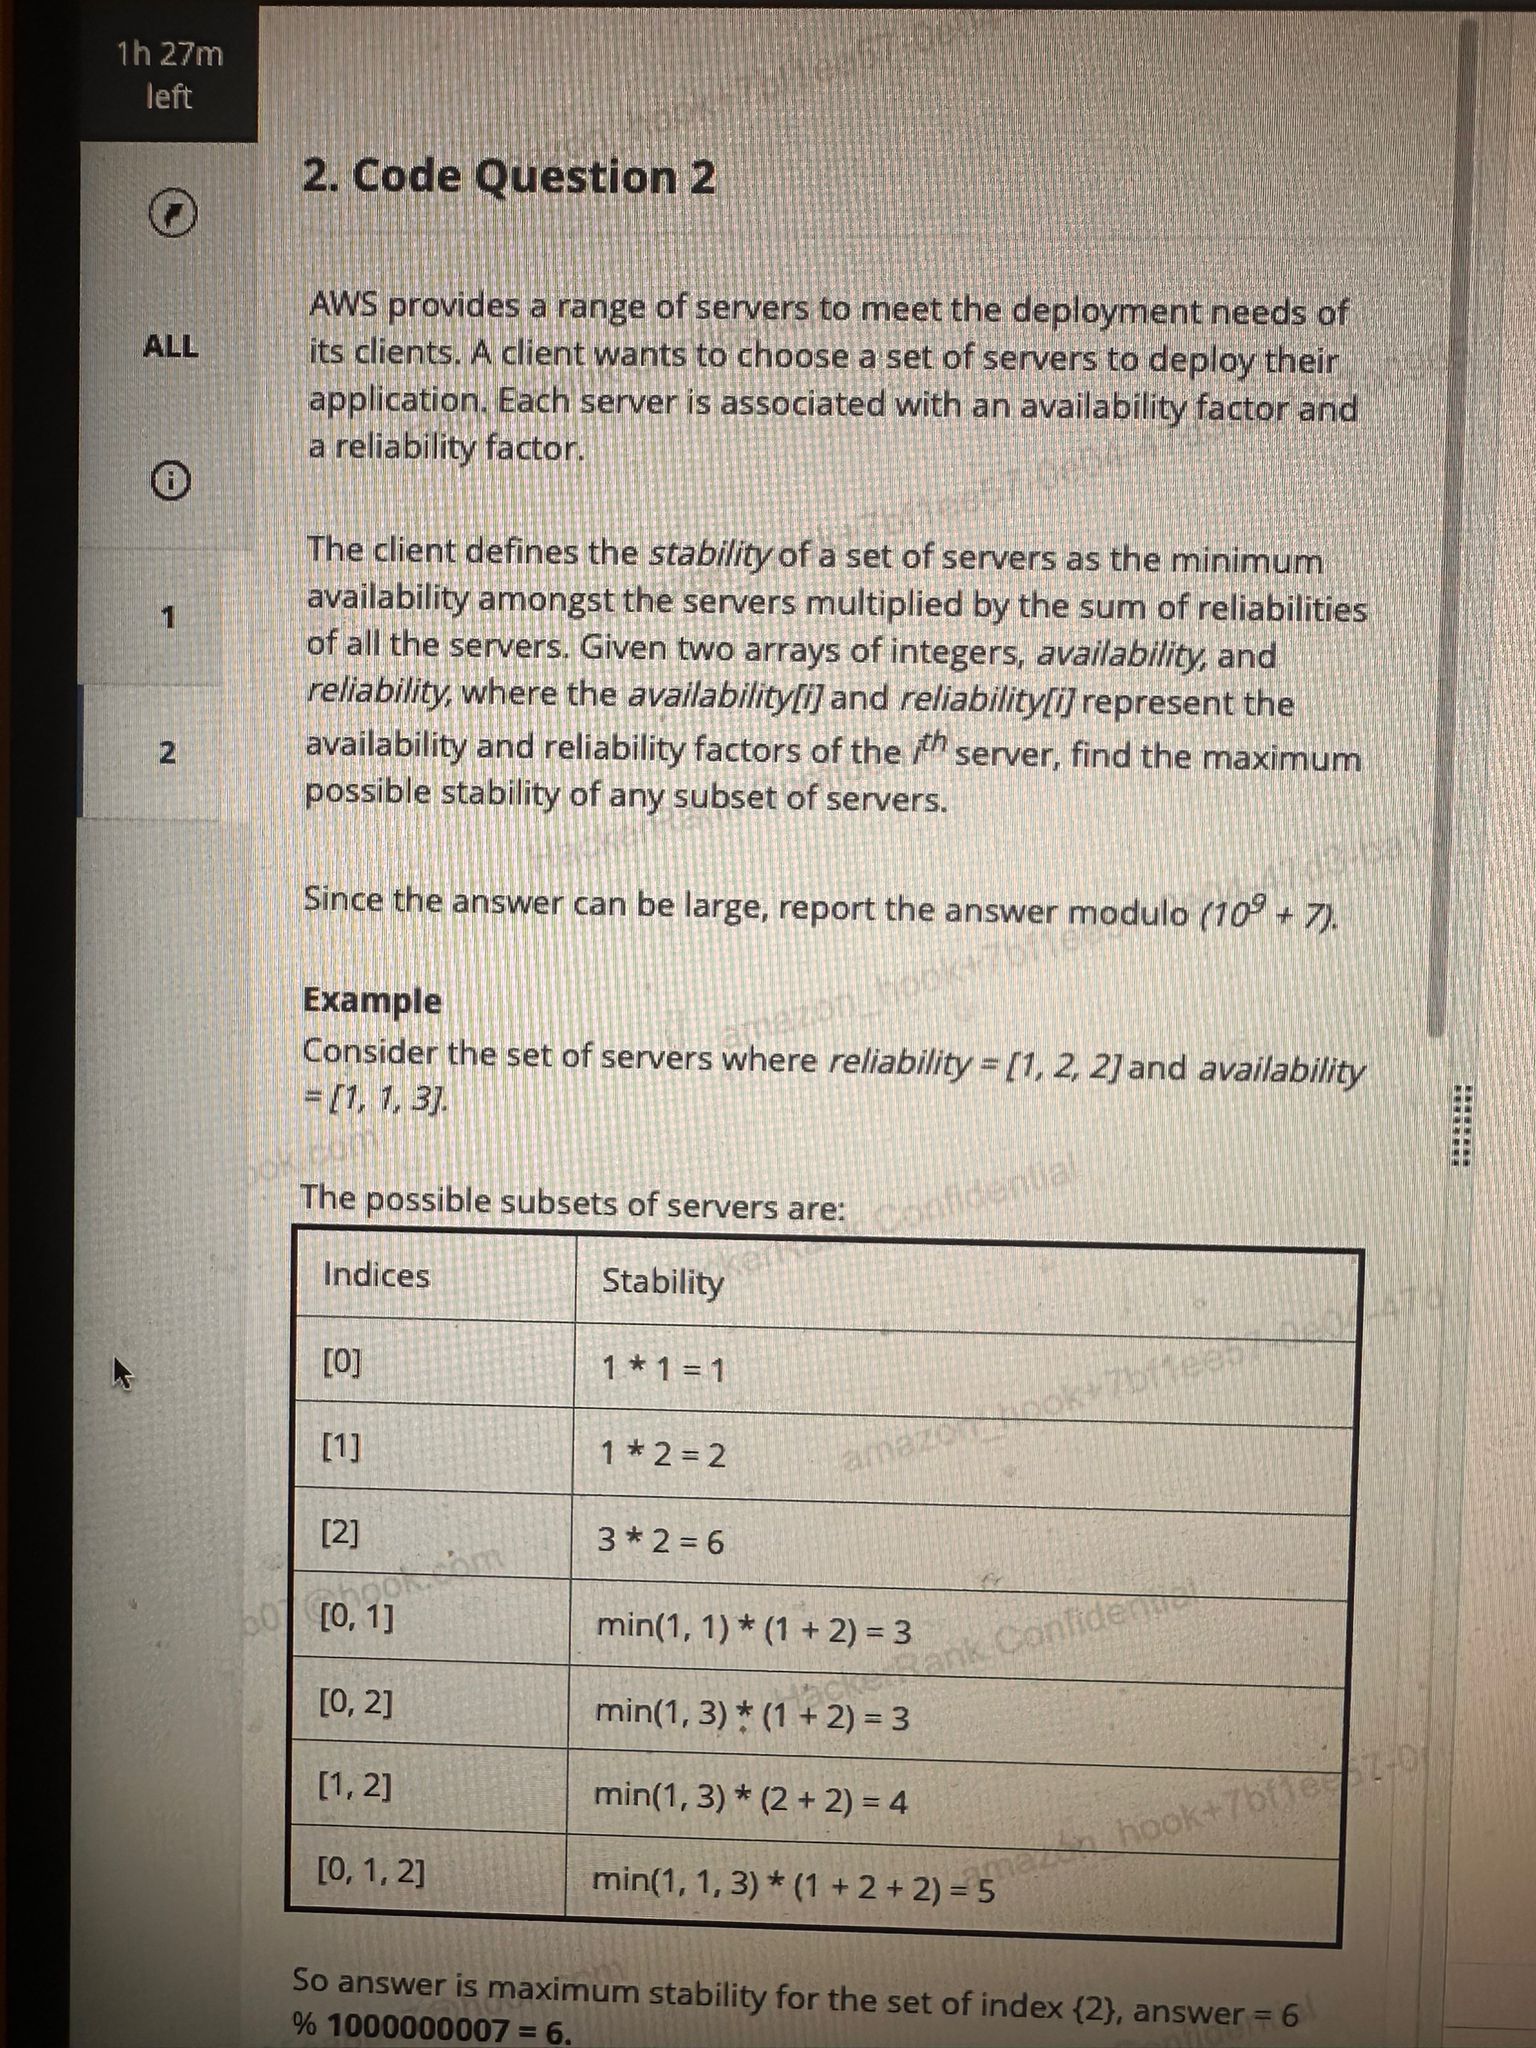 1h 27m
left
2. Code Question 2
AWS provides a range of servers to meet the deployment needs of
ALL
its clients. A client wants to choose a set of servers to deploy their
application. Each server is associated with an availability factor and
a reliability factor.
The client defines the stability of a set of servers as the minimum
1
availability amongst the servers multiplied by the sum of reliabilities
of all the servers. Given two arrays of integers, availability, and
reliability, where the availability[i] and reliability[i] represent the
2
availability and reliability factors of the ith server, find the maximum
possible stability of any subset of servers.
Since the answer can be large, report the answer modulo (10^9 + 7).
Example
Consider the set of servers where reliability = [1, 2, 2] and availability
= [1, 1, 3].
The possible subsets of servers are:
Indices Stability
[0] 1 * 1 = 1
[1] 1 * 2 = 2
[2] 3 * 2 = 6
[0, 1] min(1, 1) * (1 + 2) = 3
[0, 2] min(1, 3) * (1 + 2) = 3
[1, 2] min(1, 3) * (2 + 2) = 4
[0, 1, 2] min(1, 1, 3) * (1 + 2 + 2) = 5
So answer is maximum stability for the set of index {2}, answer = 6
% 1000000007 = 6.
HackerRank Confidential